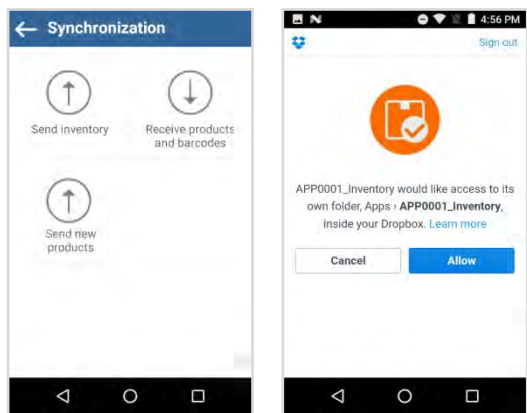 Synchronization
Send inventory
Receive products
and barcodes
Send new
products
4:56 PM
Sign out
APP0001_Inventory would like access to its
own folder, Apps › APP0001_Inventory,
inside your Dropbox. Learn more
Cancel
Allow